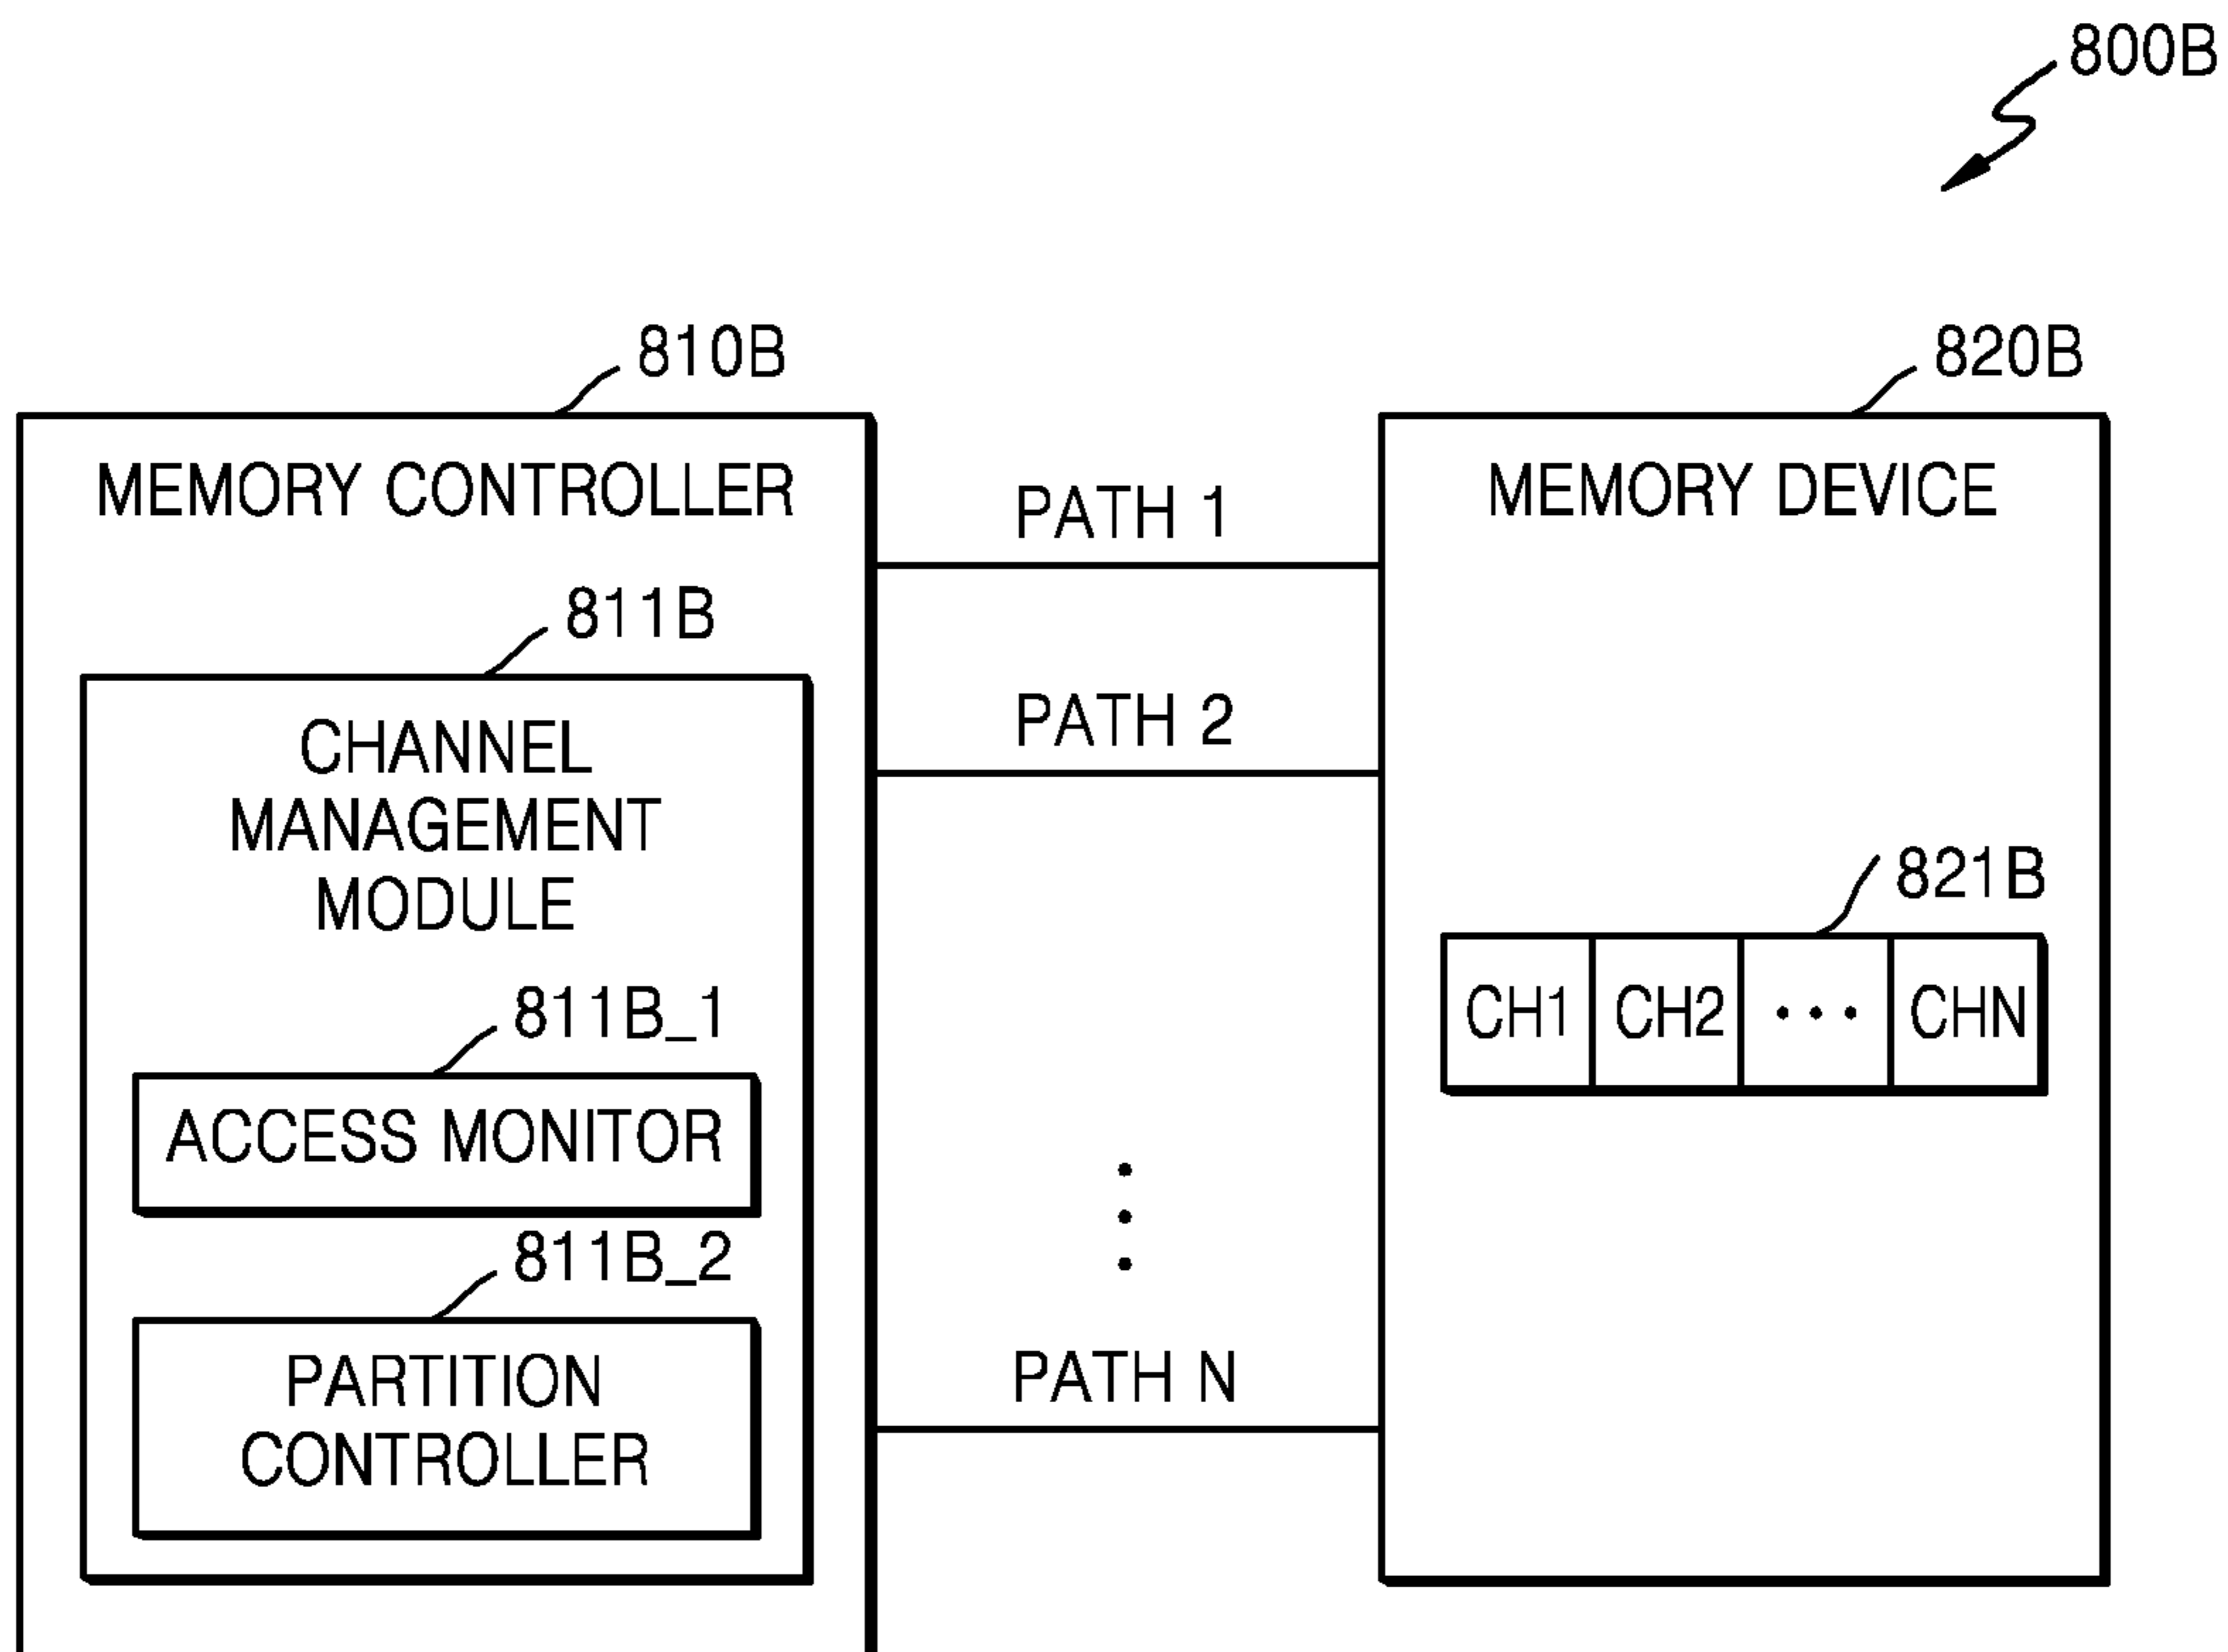 800B
810B
820B
MEMORY CONTROLLER
MEMORY DEVICE
PATH 1
811B
PATH 2
CHANNEL
MANAGEMENT
MODULE
821B
CH1 CH2 ••• CHN
811B_1
ACCESS MONITOR
811B_2
PATH N
PARTITION
CONTROLLER